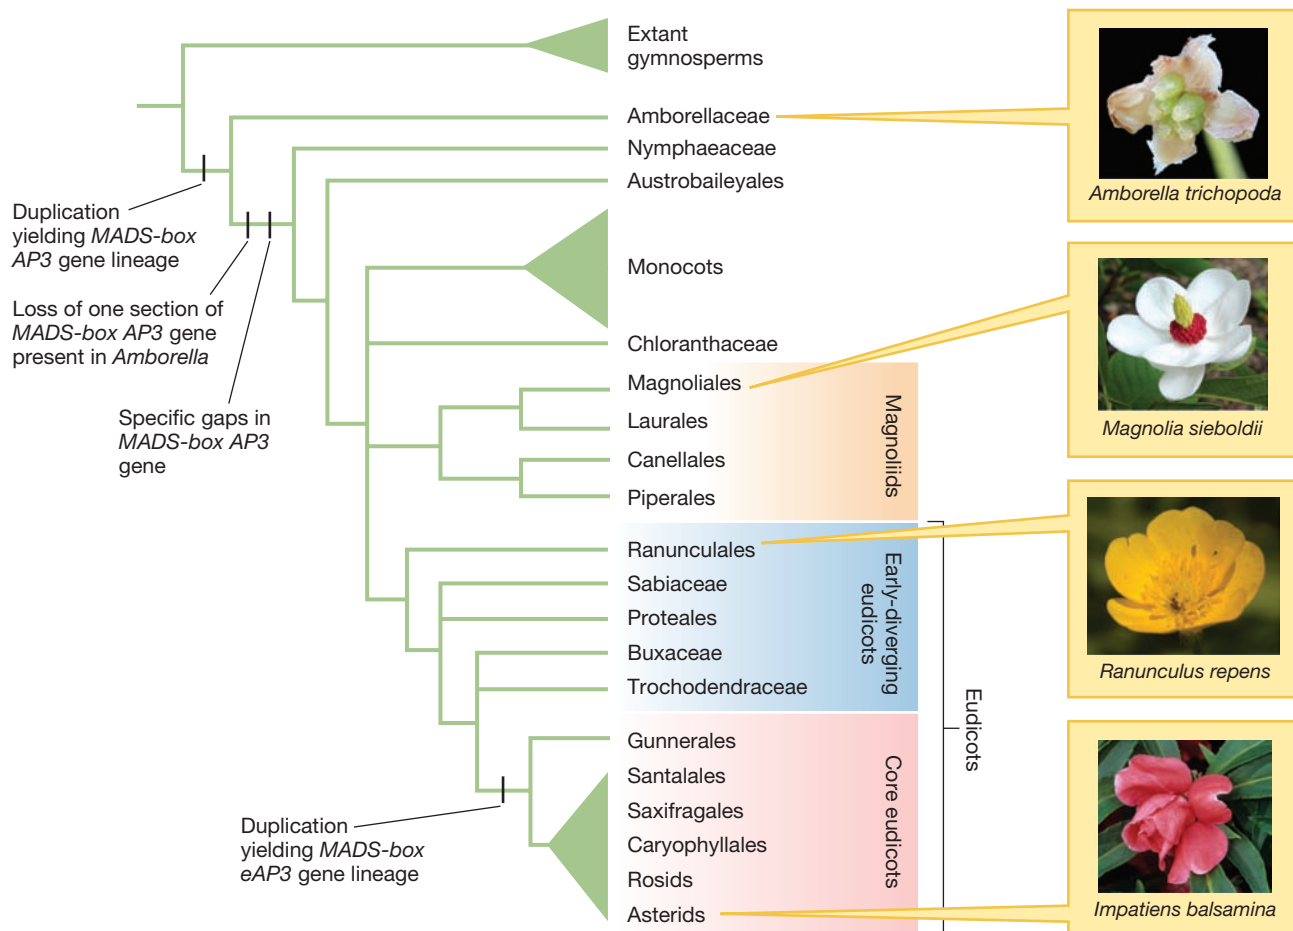 Extant
gymnosperms
Amborellaceae
Nymphaeaceae
Austrobaileyales
Duplication
yielding MADS-box
AP3 gene lineage
Loss of one section of
MADS-box AP3 gene
present in Amborella
Specific gaps in
MADS-box AP3
gene
Monocots
Chloranthaceae
Magnoliales
Laurales
Canellales
Piperales
Magnoliids
Ranunculales
Sabiaceae
Proteales
Buxaceae
Trochodendraceae
Early-diverging
eudicots
Gunnerales
Santalales
Saxifragales
Caryophyllales
Rosids
Asterids
Core eudicots
Eudicots
Duplication
yielding MADS-box
eAP3 gene lineage
Amborella trichopoda
Magnolia sieboldii
Ranunculus repens
Impatiens balsamina